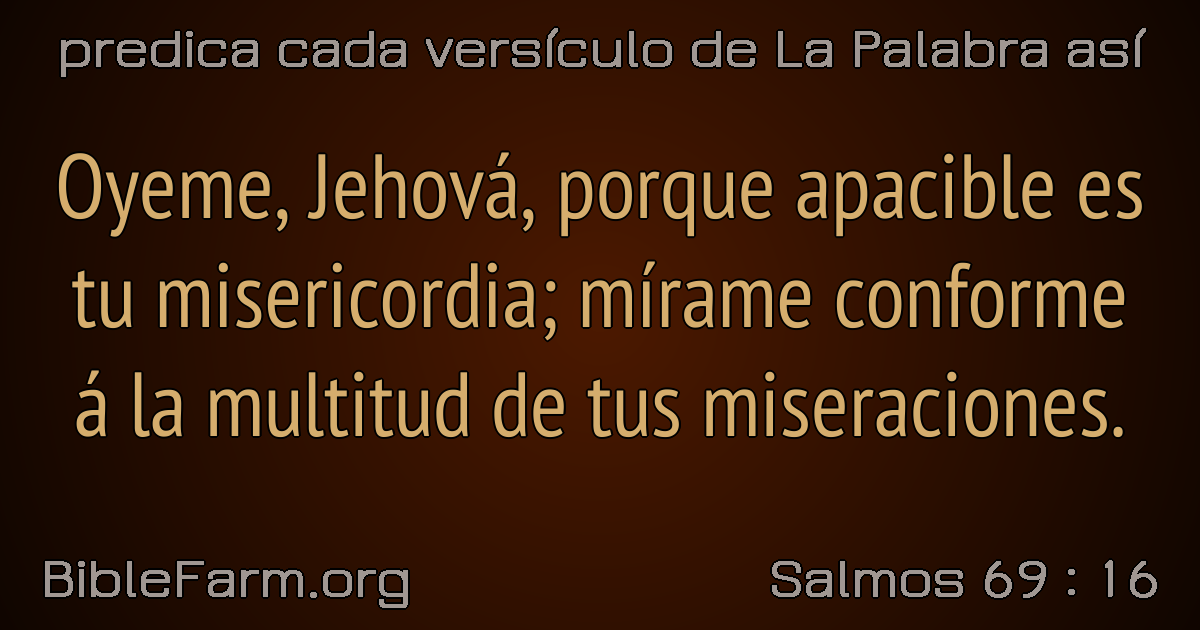 predica cada versículo de La Palabra así
Oyeme, Jehová, porque apacible es
tu misericordia; mírame conforme
á la multitud de tus miseraciones.
BibleFarm.org
Salmos 69 : 16